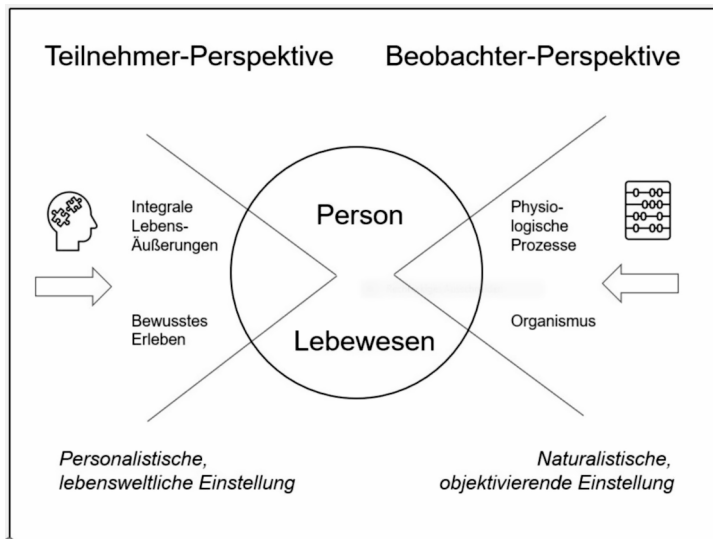 Teilnehmer-Perspektive
Beobachter-Perspektive
Integrale
Lebens-
Äußerungen
Person
Physio-
logische
Prozesse
Bewusstes
Erleben
Lebewesen
Organismus
Personalistische,
lebensweltliche Einstellung
Naturalistische,
objektivierende Einstellung